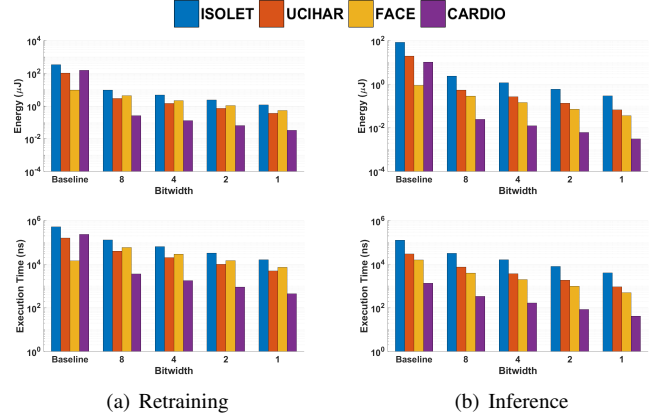 ISOLET UCIHAR FACE CARDIO
Energy (μJ)
10^4
10^2
10^0
10^-2
10^-4
Baseline 8 4 2 1
Bitwidth
Energy (μJ)
10^2
10^0
10^-2
10^-4
Baseline 8 4 2 1
Bitwidth
Execution Time (ns)
10^6
10^4
10^2
10^0
Baseline 8 4 2 1
Bitwidth
Execution Time (ns)
10^6
10^4
10^2
10^0
Baseline 8 4 2 1
Bitwidth
(a) Retraining
(b) Inference